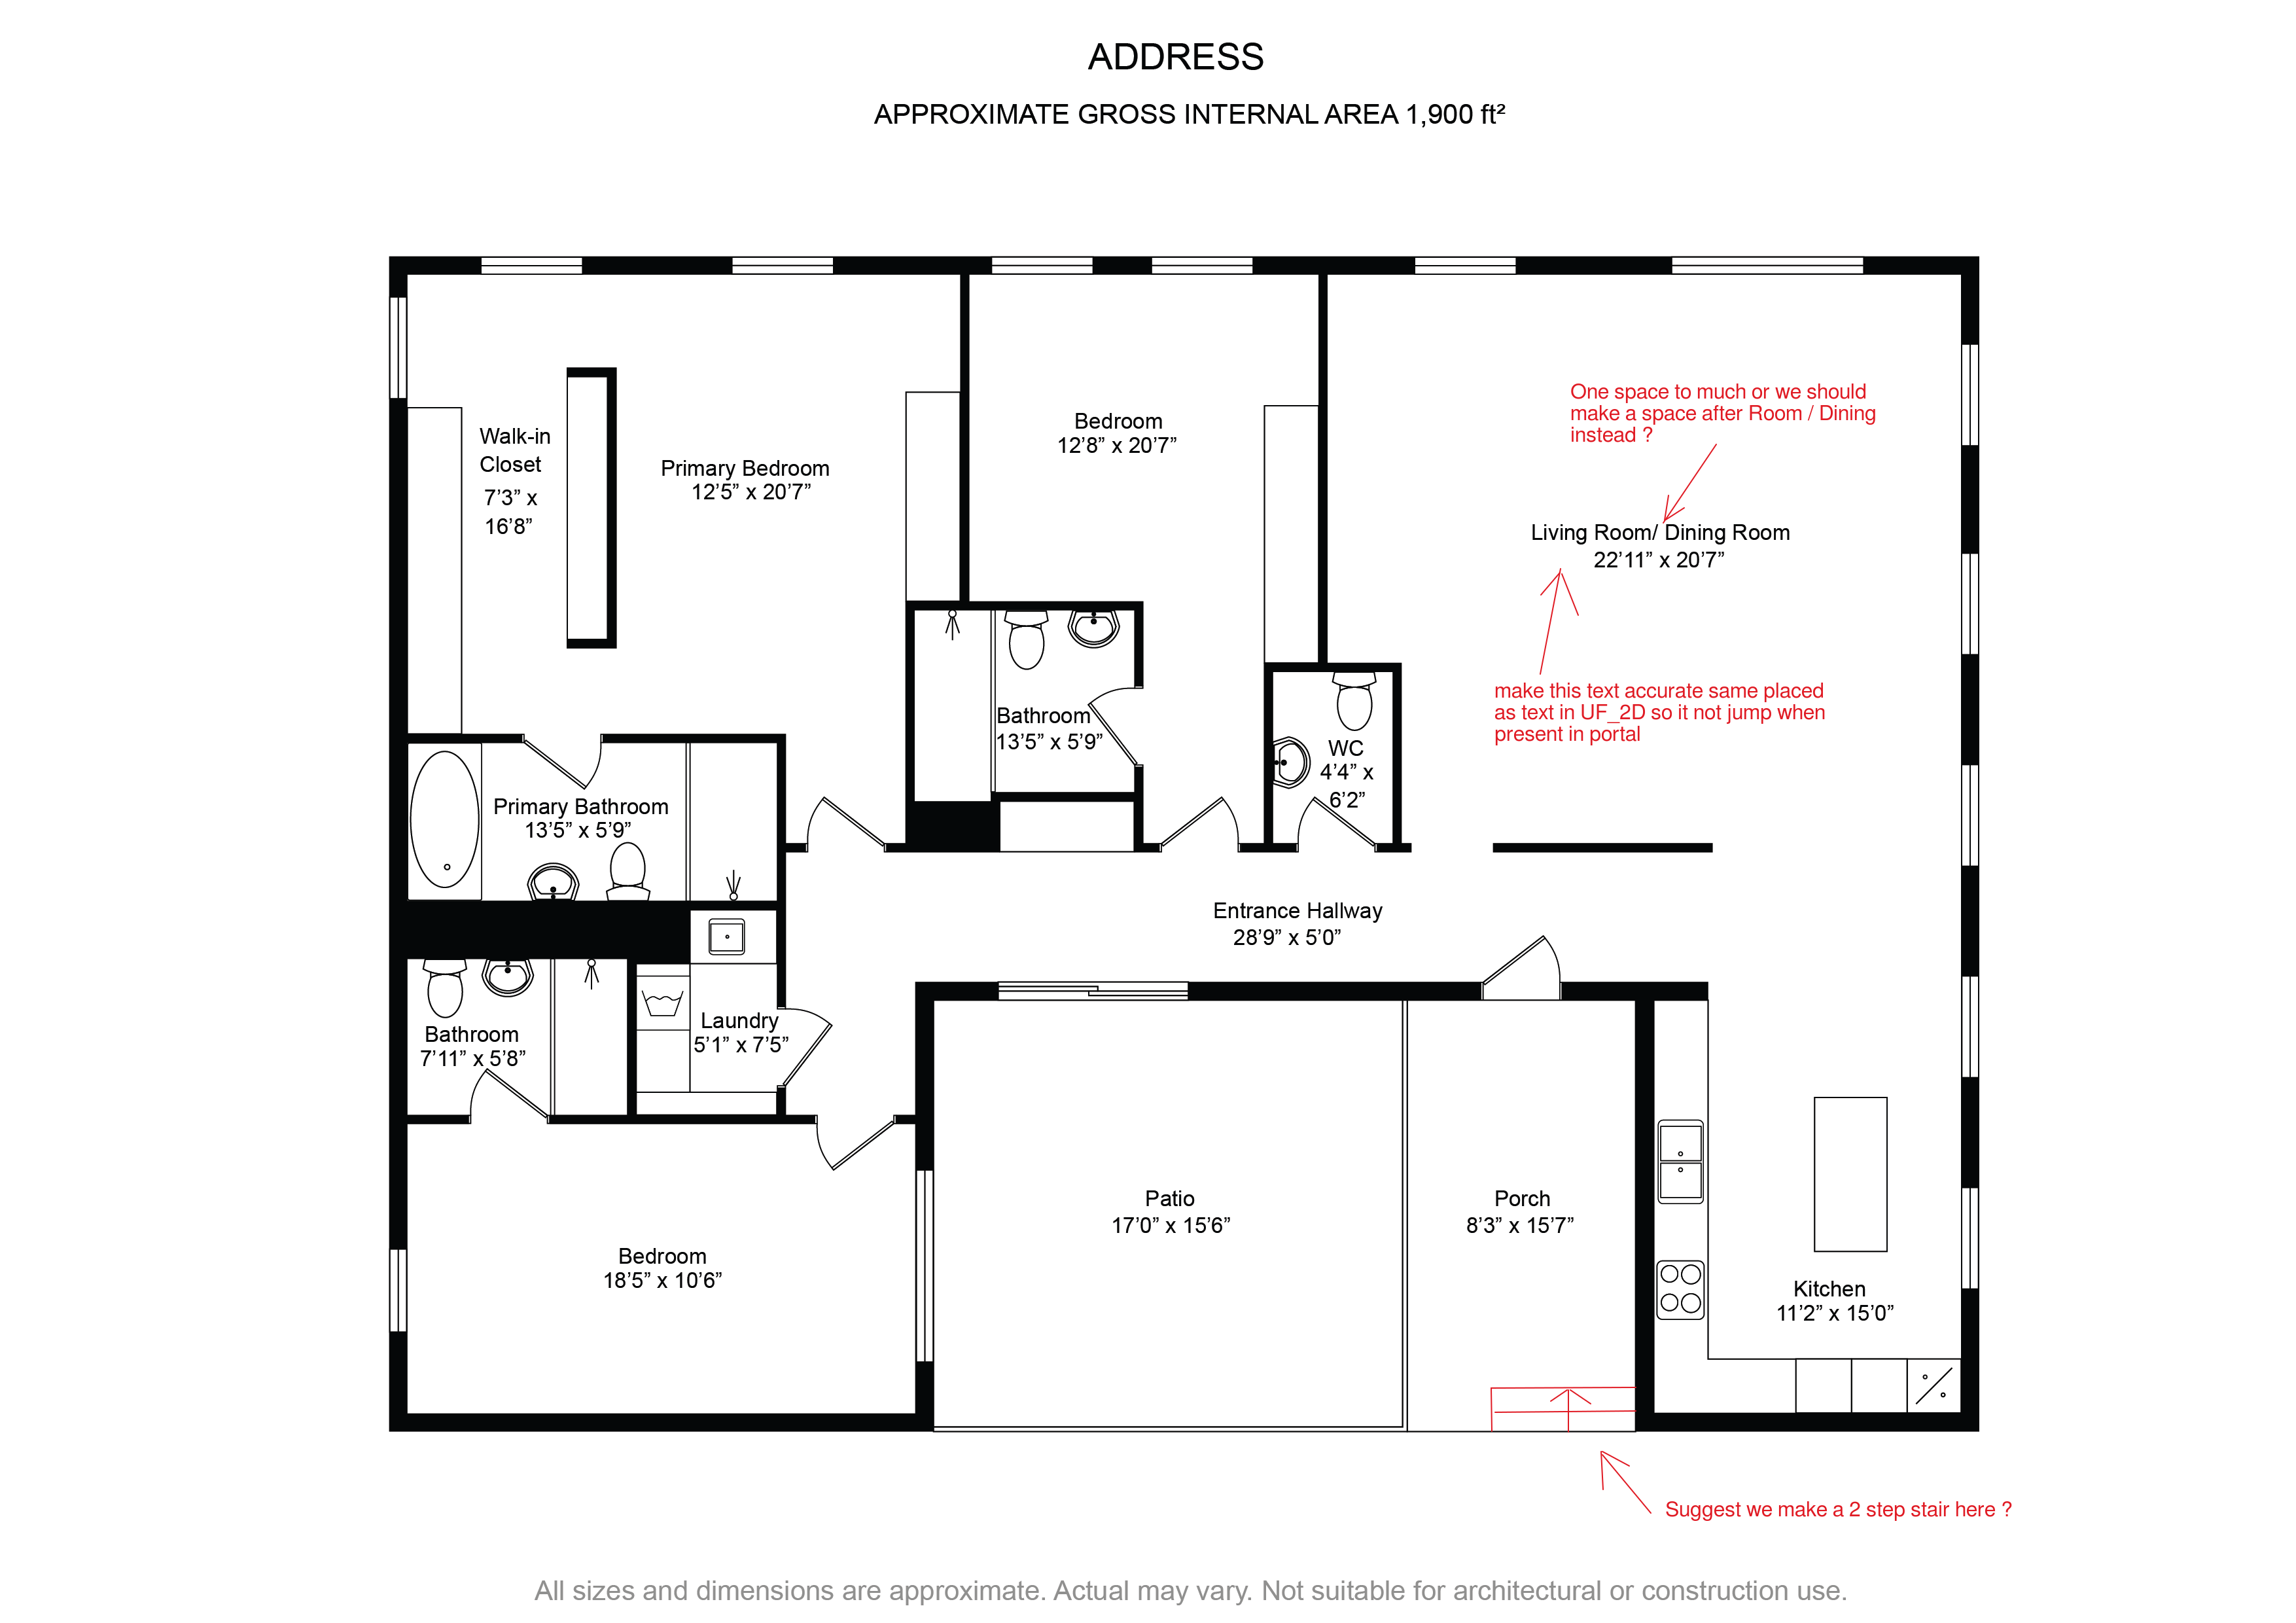 ADDRESS
APPROXIMATE GROSS INTERNAL AREA 1,900 ft²
One space to much or we should
make a space after Room / Dining
instead ?
Walk-in
Closet
7’3” x
16’8”
Primary Bedroom
12’5” x 20’7”
Bedroom
12’8” x 20’7”
Living Room/ Dining Room
22’11” x 20’7”
make this text accurate same placed
as text in UF_2D so it not jump when
present in portal
Bathroom
13’5” x 5’9”
WC
4’4” x
6’2”
Primary Bathroom
13’5” x 5’9”
Entrance Hallway
28’9” x 5’0”
Bathroom
7’11” x 5’8”
Laundry
5’1” x 7’5”
Patio
17’0” x 15’6”
Porch
8’3” x 15’7”
Bedroom
18’5” x 10’6”
Kitchen
11’2” x 15’0”
Suggest we make a 2 step stair here ?
All sizes and dimensions are approximate. Actual may vary. Not suitable for architectural or construction use.